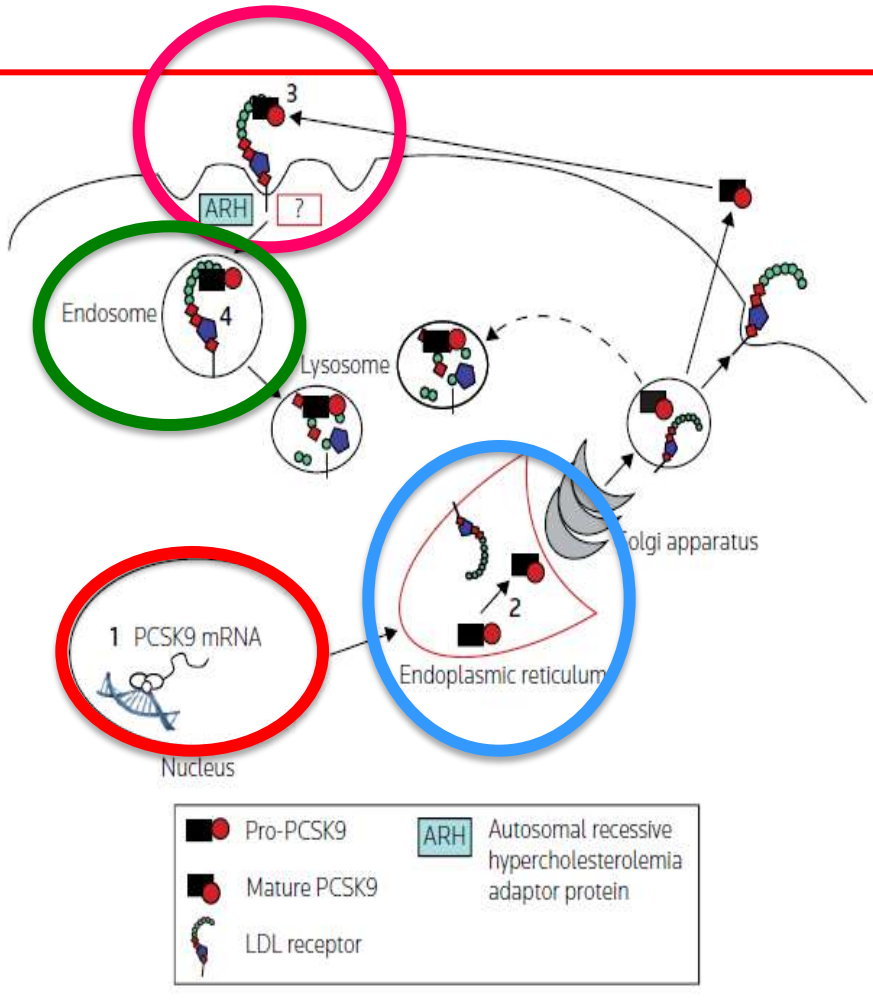 3
ARH
?
Endosome
4
Lysosome
Golgi apparatus
1 PCSK9 mRNA
2
Endoplasmic reticulum
Nucleus
Pro-PCSK9
Mature PCSK9
LDL receptor
ARH
Autosomal recessive
hypercholesterolemia
adaptor protein